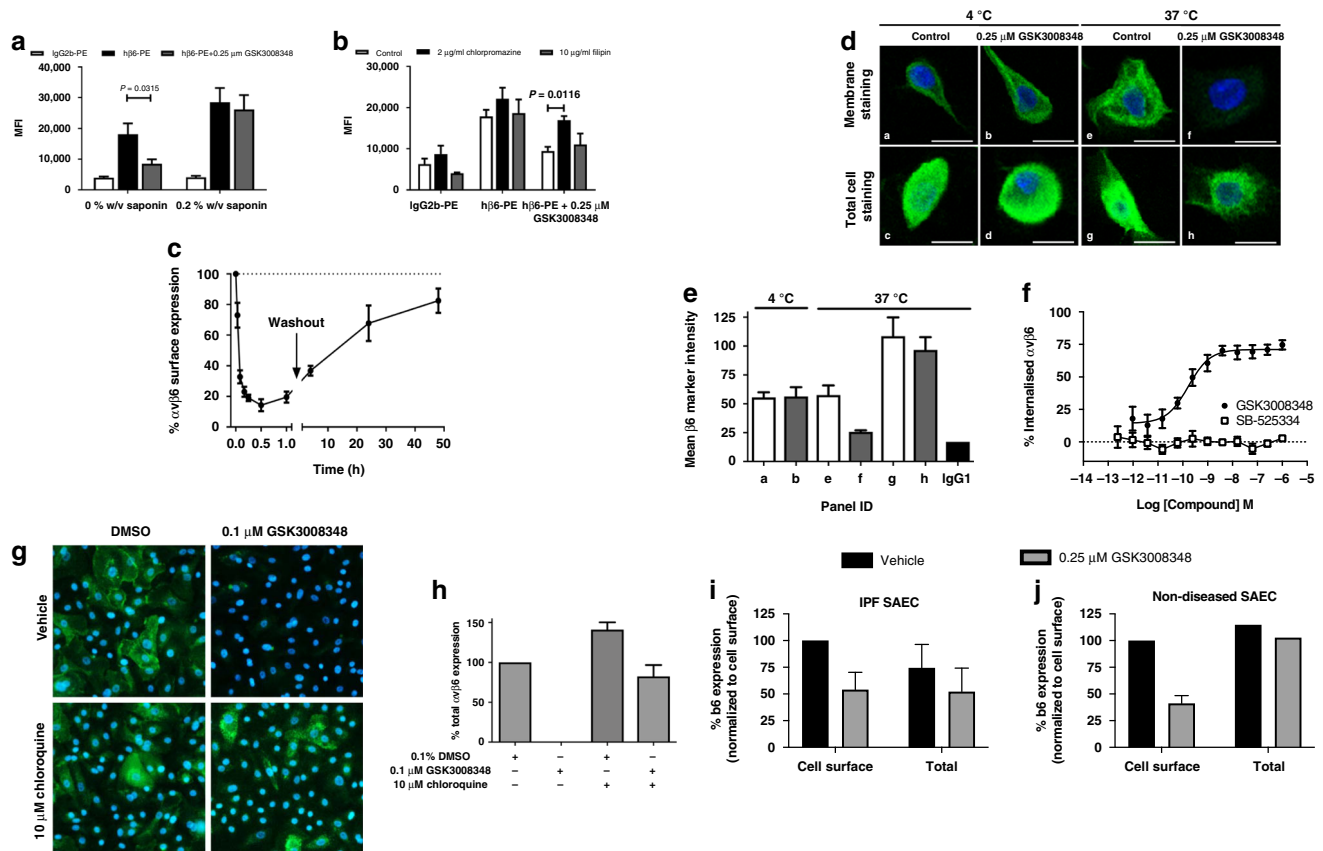 a
IgG2b-PE hβ6-PE hβ6-PE+0.25 μm GSK3008348
MFI
40,000
30,000
20,000
10,000
0
P = 0.0315
0 % w/v saponin 0.2 % w/v saponin
b
Control 2 μg/ml chlorpromazine 10 μg/ml filipin
MFI
30,000
20,000
10,000
0
P = 0.0116
IgG2b-PE hβ6-PE hβ6-PE + 0.25 μM
GSK3008348
c
% αvβ6 surface expression
100
80
60
40
20
0
Washout
0.0 0.5 1.0 20 40 50
Time (h)
4 °C 37 °C
d
Control 0.25 μM GSK3008348 Control 0.25 μM GSK3008348
Membrane
staining
a b e f
Total cell
staining
c d g h
e
4 °C 37 °C
Mean β6 marker intensity
125
100
75
50
25
0
a b e f g h IgG1
Panel ID
f
% Internalised αvβ6
100
75
50
25
0
GSK3008348
SB-525334
–14 –13 –12 –11 –10 –9 –8 –7 –6 –5
Log [Compound] M
g
DMSO 0.1 μM GSK3008348
Vehicle
10 μM chloroquine
h
% total αvβ6 expression
150
100
50
0
0.1% DMSO + – + –
0.1 μM GSK3008348 – + – +
10 μM chloroquine – – + +
Vehicle 0.25 μM GSK3008348
i
IPF SAEC
% b6 expression
(normalized to cell surface)
125
100
75
50
25
0
Cell surface Total
j
Non-diseased SAEC
% b6 expression
(normalized to cell surface)
125
100
75
50
25
0
Cell surface Total